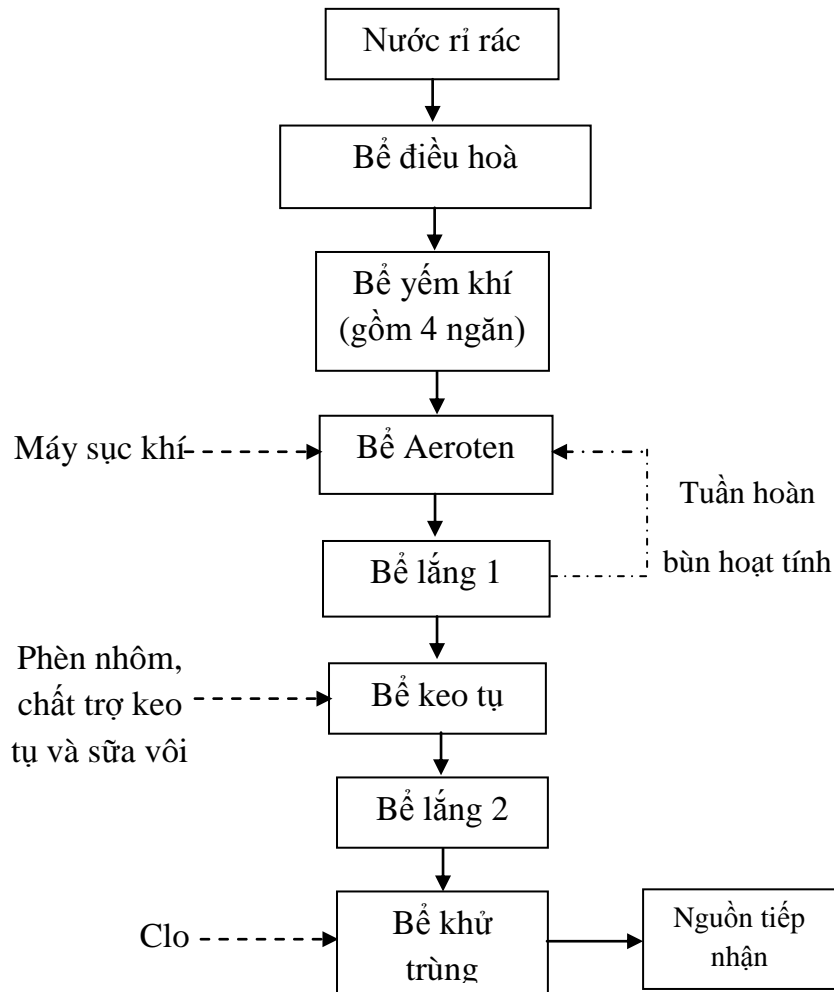 Nước rỉ rác
Bể điều hoà
Bể yếm khí
(gồm 4 ngăn)
Máy sục khí
Bể Aeroten
Tuần hoàn
bùn hoạt tính
Bể lắng 1
Phèn nhôm,
chất trợ keo
tụ và sữa vôi
Bể keo tụ
Bể lắng 2
Clo
Bể khử
trùng
Nguồn tiếp
nhận